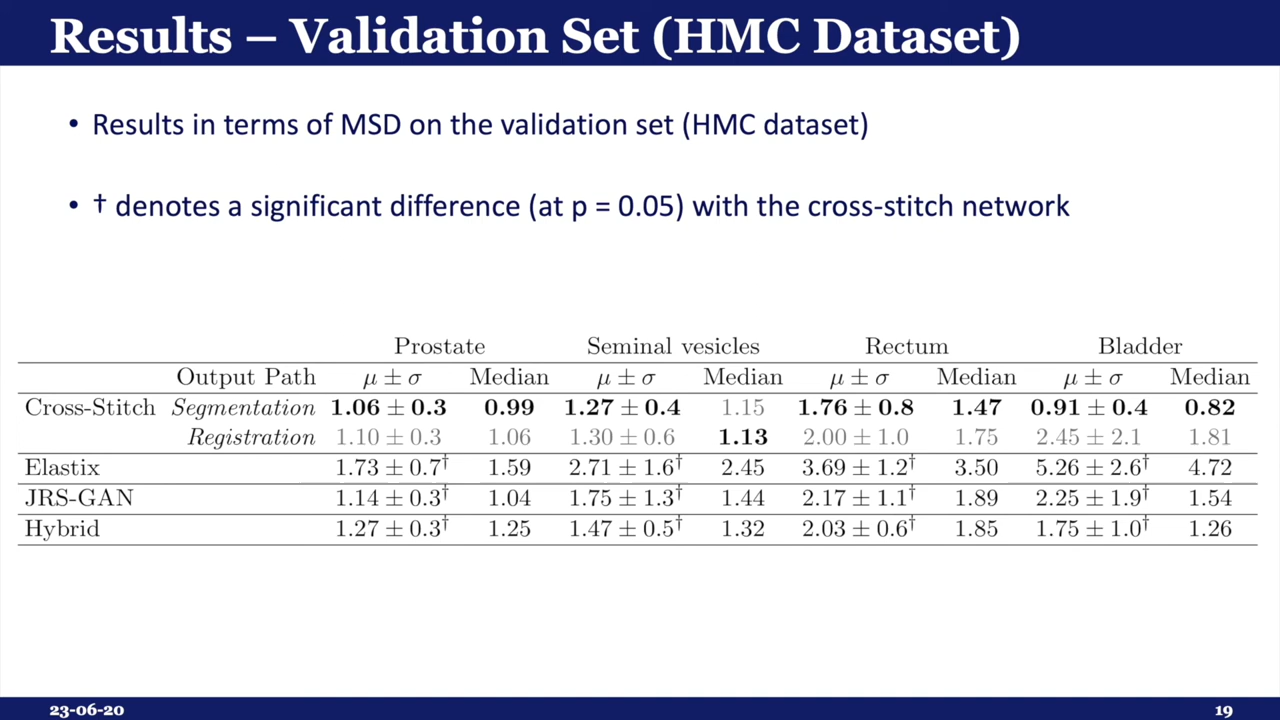 Results – Validation Set (HMC Dataset)
• Results in terms of MSD on the validation set (HMC dataset)
• † denotes a significant difference (at p = 0.05) with the cross-stitch network
Prostate Seminal vesicles Rectum Bladder
Output Path μ ± σ Median μ ± σ Median μ ± σ Median μ ± σ Median
Cross-Stitch Segmentation 1.06 ± 0.3 0.99 1.27 ± 0.4 1.15 1.76 ± 0.8 1.47 0.91 ± 0.4 0.82
Registration 1.10 ± 0.3 1.06 1.30 ± 0.6 1.13 2.00 ± 1.0 1.75 2.45 ± 2.1 1.81
Elastix 1.73 ± 0.7† 1.59 2.71 ± 1.6† 2.45 3.69 ± 1.2† 3.50 5.26 ± 2.6† 4.72
JRS-GAN 1.14 ± 0.3† 1.04 1.75 ± 1.3† 1.44 2.17 ± 1.1† 1.89 2.25 ± 1.9† 1.54
Hybrid 1.27 ± 0.3† 1.25 1.47 ± 0.5† 1.32 2.03 ± 0.6† 1.85 1.75 ± 1.0† 1.26
23-06-20 19